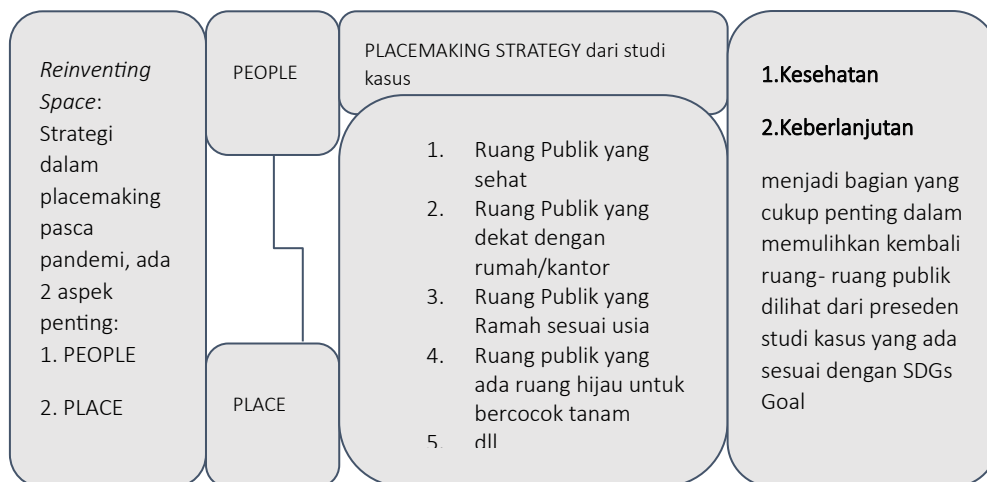 Reinventing
Space:
Strategi
dalam
placemaking
pasca
pandemi, ada
2 aspek
penting:
1. PEOPLE
2. PLACE
PEOPLE
PLACE
PLACEMAKING STRATEGY dari studi
kasus
1. Ruang Publik yang
sehat
2. Ruang Publik yang
dekat dengan
rumah/kantor
3. Ruang Publik yang
Ramah sesuai usia
4. Ruang publik yang
ada ruang hijau untuk
bercocok tanam
5. dll
1.Kesehatan
2.Keberlanjutan
menjadi bagian yang
cukup penting dalam
memulihkan kembali
ruang- ruang publik
dilihat dari preseden
studi kasus yang ada
sesuai dengan SDGs
Goal